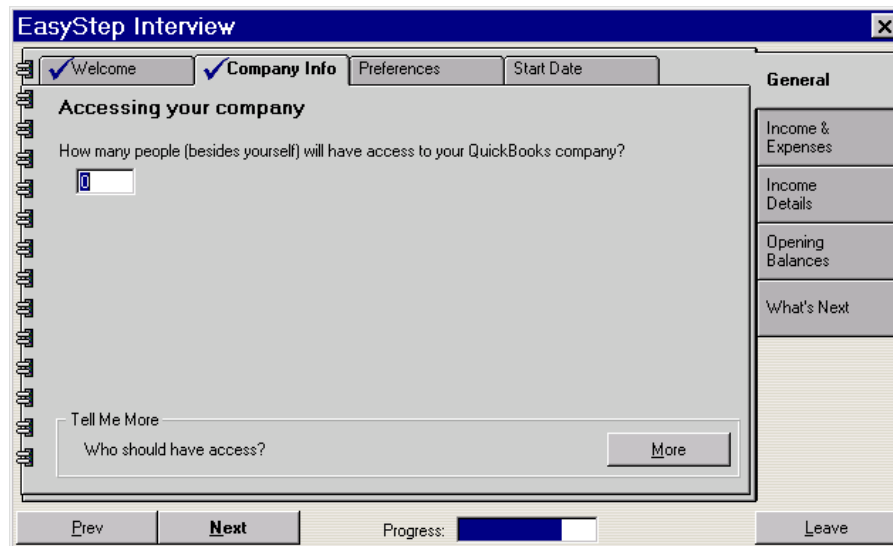 EasyStep Interview
Welcome
Company Info
Preferences
Start Date
General
Accessing your company
Income &
Expenses
How many people (besides yourself) will have access to your QuickBooks company?
0
Income
Details
Opening
Balances
What's Next
Tell Me More
Who should have access?
More
Prev
Next
Progress:
Leave